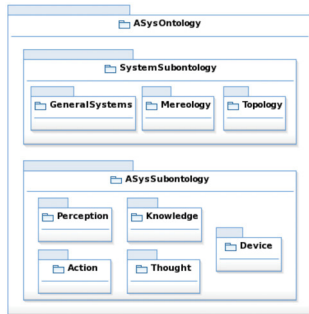 ASysOntology
SystemSubontology
GeneralSystems Mereology Topology
ASysSubontology
Perception Knowledge
Device
Action Thought